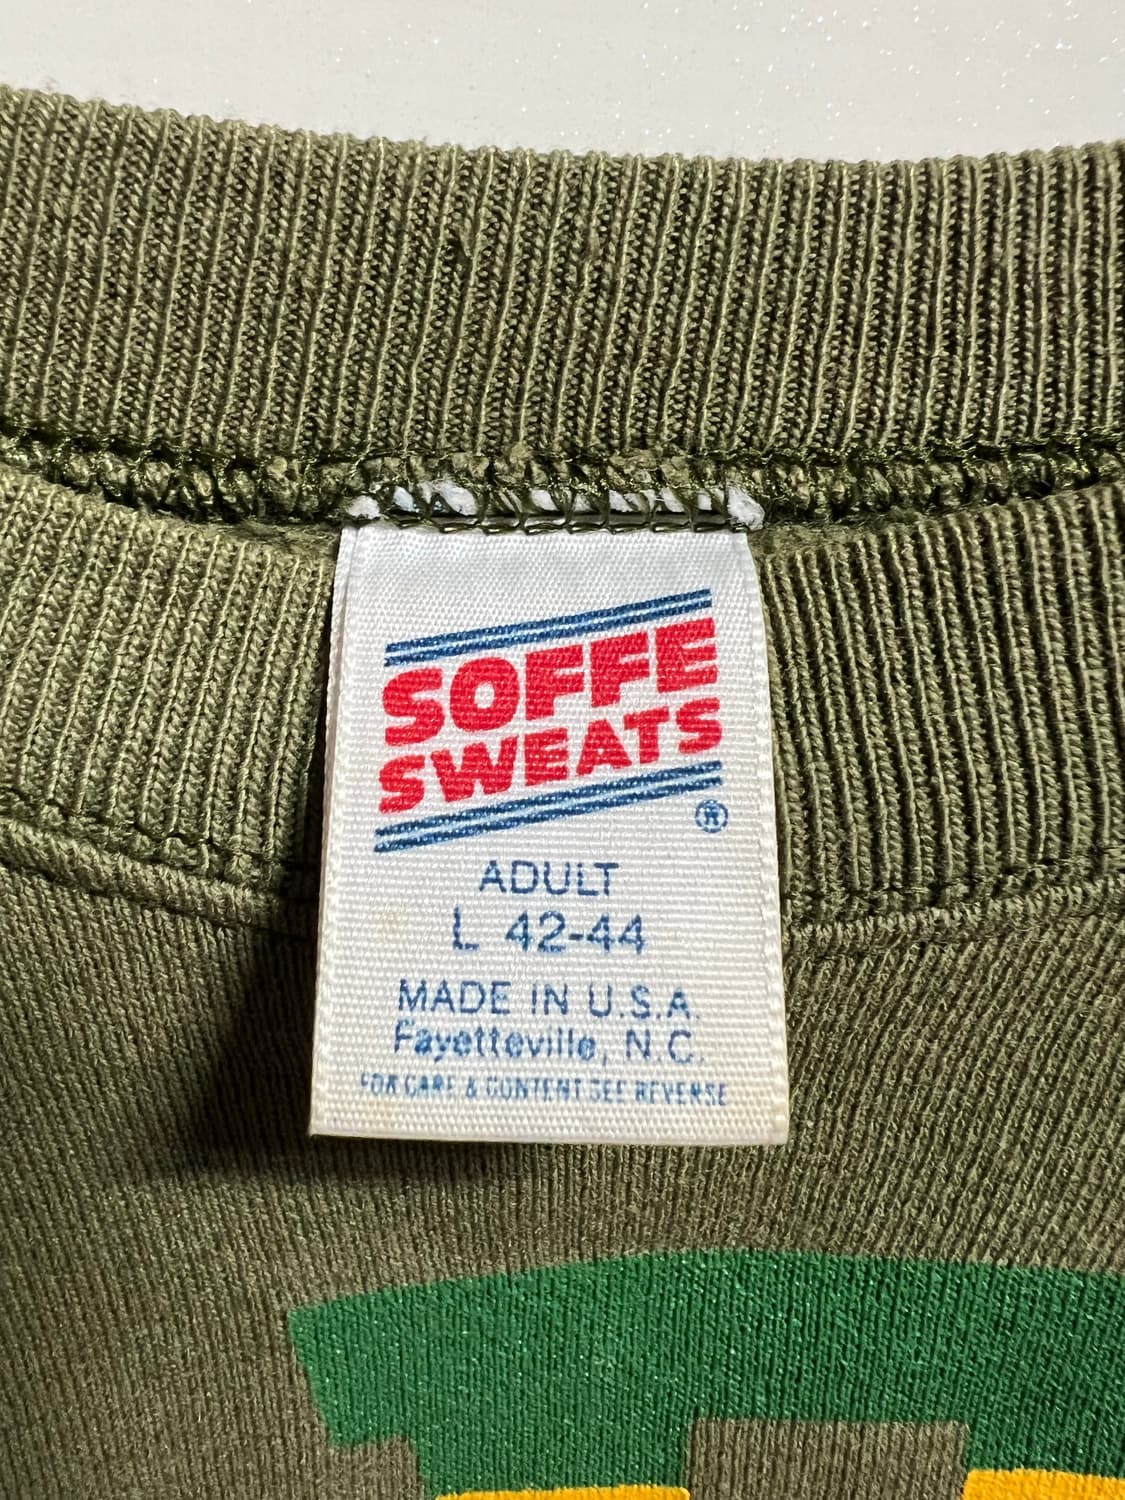 SOFFE
SWEATS
®
ADULT
L 42-44
MADE IN U.S.A.
Fayetteville, N.C.
FOR CARE & CONTENT SEE REVERSE